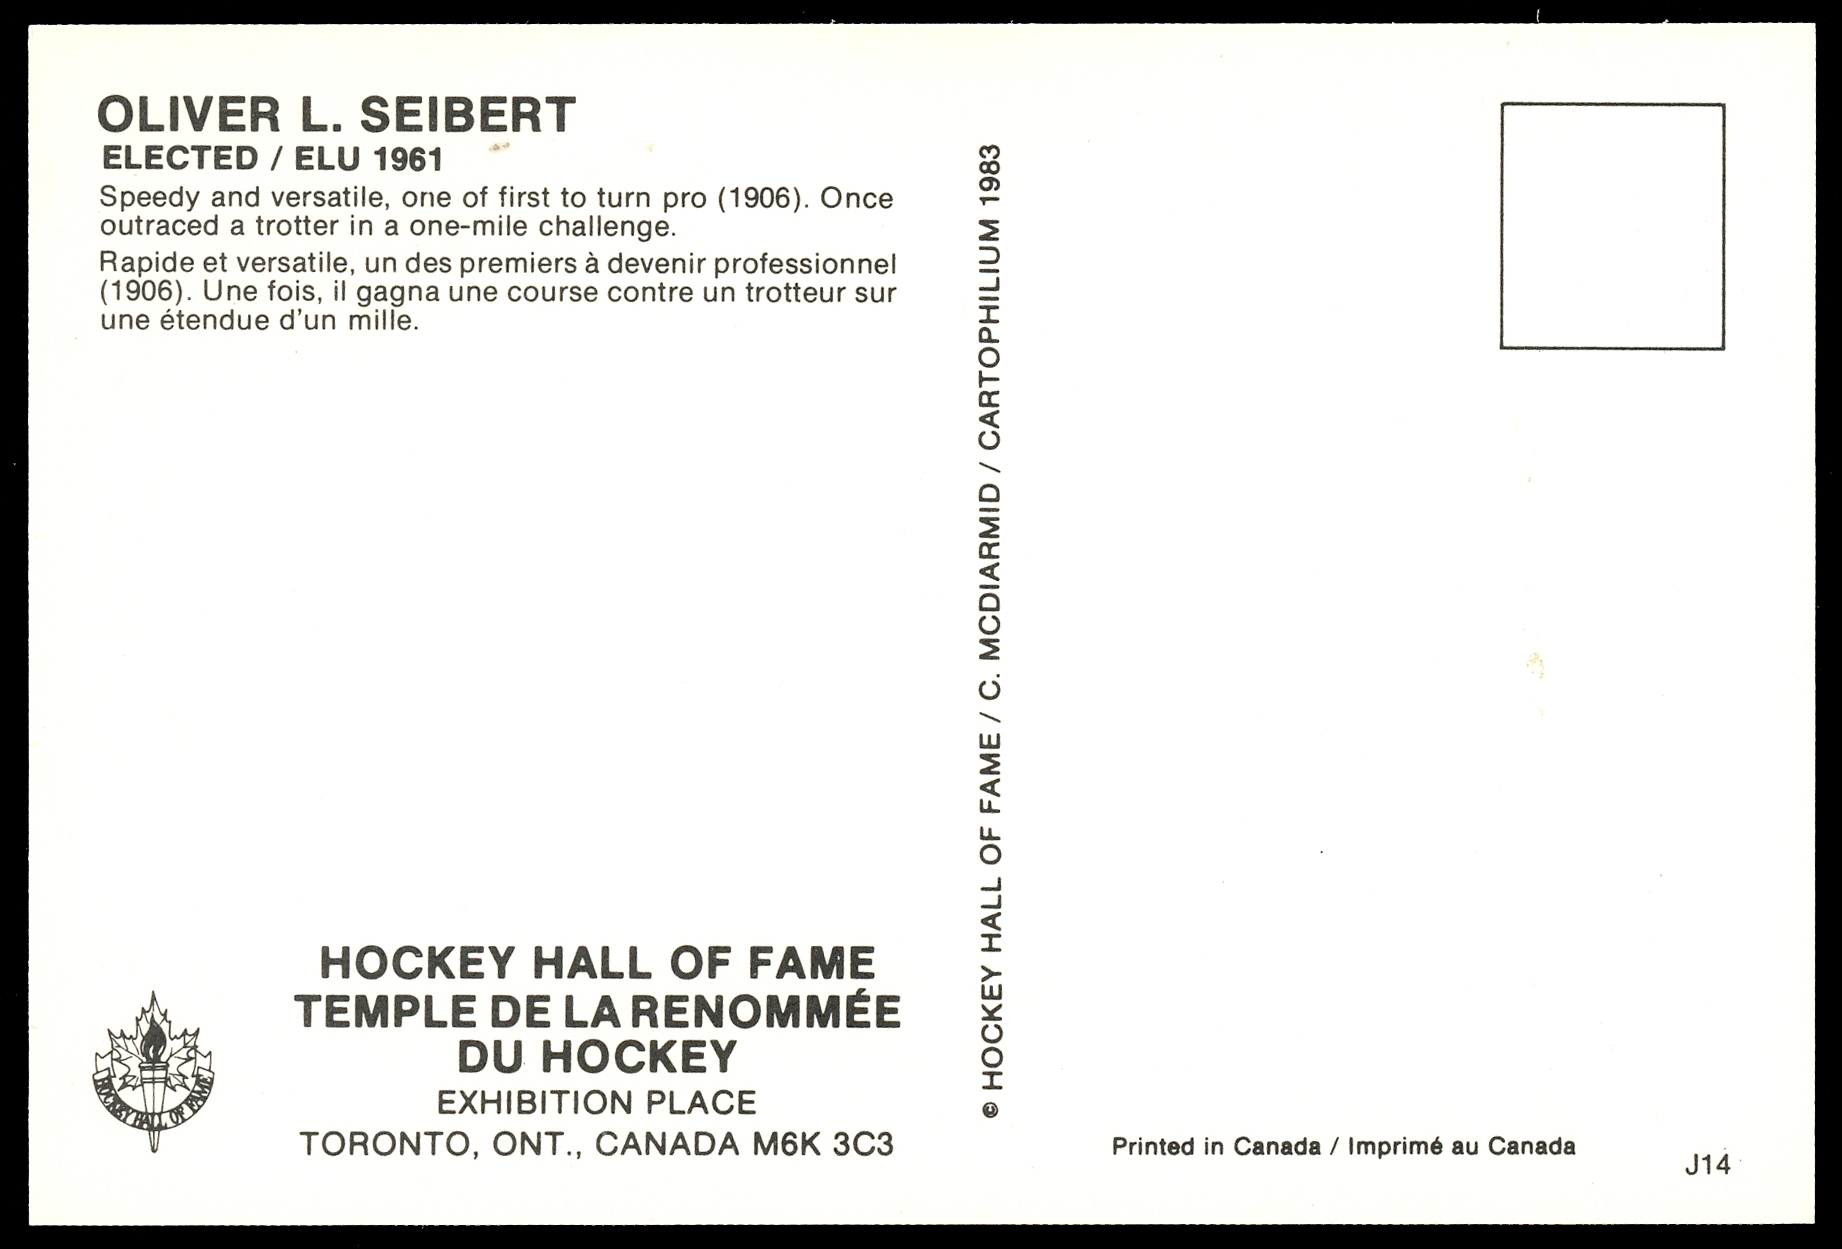 OLIVER L. SEIBERT
ELECTED / ELU 1961
Speedy and versatile, one of first to turn pro (1906). Once
outraced a trotter in a one-mile challenge.
Rapide et versatile, un des premiers à devenir professionnel
(1906). Une fois, il gagna une course contre un trotteur sur
une étendue d'un mille.
HOCKEY HALL OF FAME
HOCKEY HALL OF FAME
TEMPLE DE LA RENOMMÉE
DU HOCKEY
EXHIBITION PLACE
TORONTO, ONT., CANADA M6K 3C3
© HOCKEY HALL OF FAME / C. MCDIARMID / CARTOPHILIUM 1983
Printed in Canada / Imprimé au Canada
J14